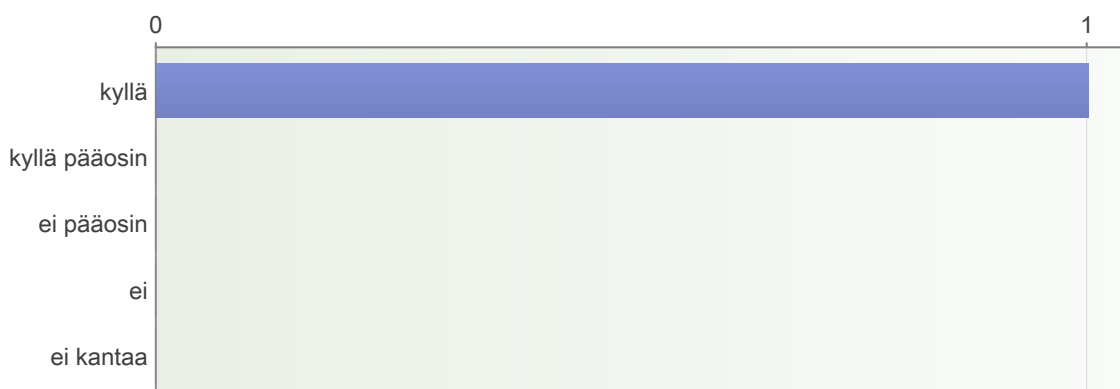 0 1
kyllä
kyllä pääosin
ei pääosin
ei
ei kantaa